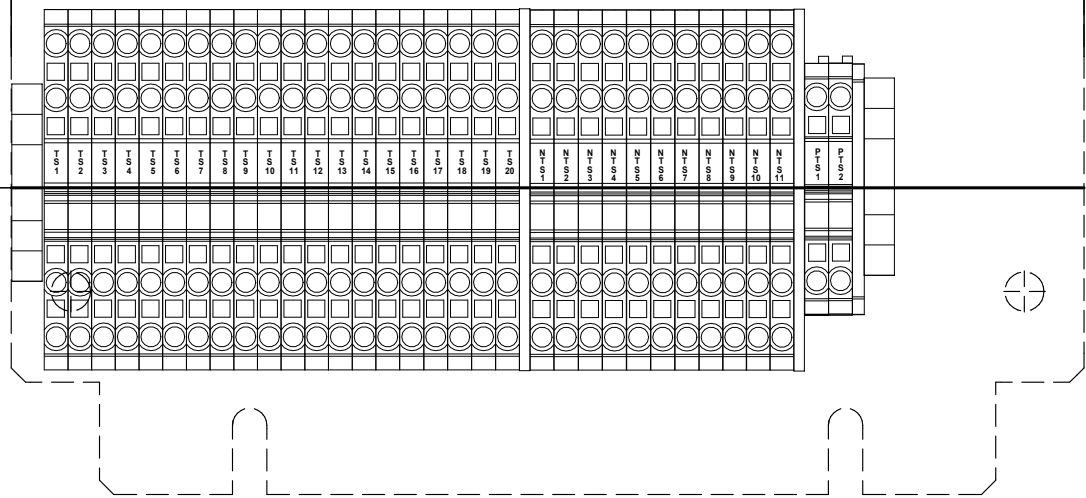 TS1
TS2
TS3
TS4
TS5
TS6
TS7
TS8
TS9
TS10
TS11
TS12
TS13
TS14
TS15
TS16
TS17
TS18
TS19
TS20
NTS1
NTS2
NTS3
NTS4
NTS5
NTS6
NTS7
NTS8
NTS9
NTS10
NTS11
PTS1
PTS2